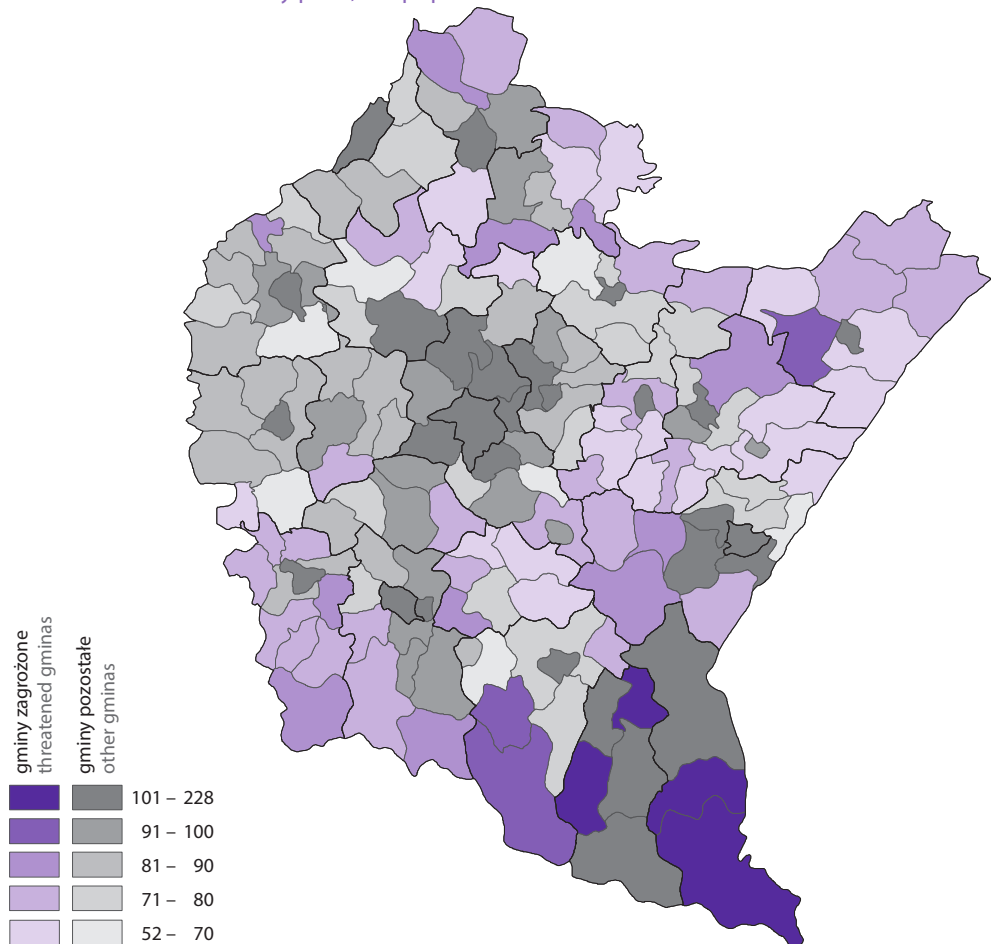 gminy zagrożone
threatened gminas
gminy pozostałe
other gminas
101 – 228
91 – 100
81 – 90
71 – 80
52 – 70